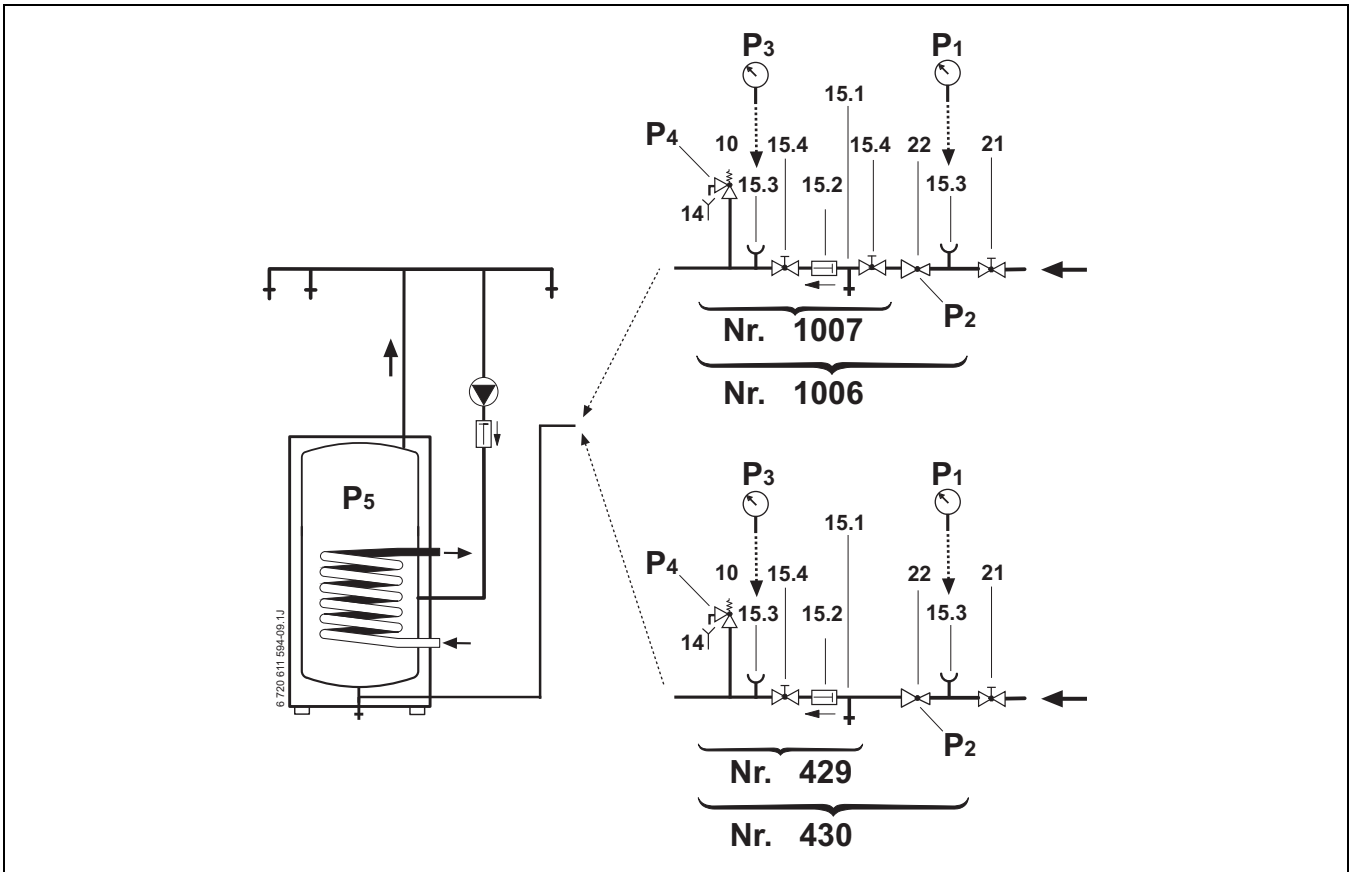 P3 P1
15.1
P4 10 15.4 15.4 22 21
15.3 15.2 15.3
14
P2
Nr. 1007
Nr. 1006
P5
P3 P1
15.1
P4 10 15.4 22 21
15.3 15.2 15.3
14
P2
Nr. 429
Nr. 430
6 720 611 594-09.1J